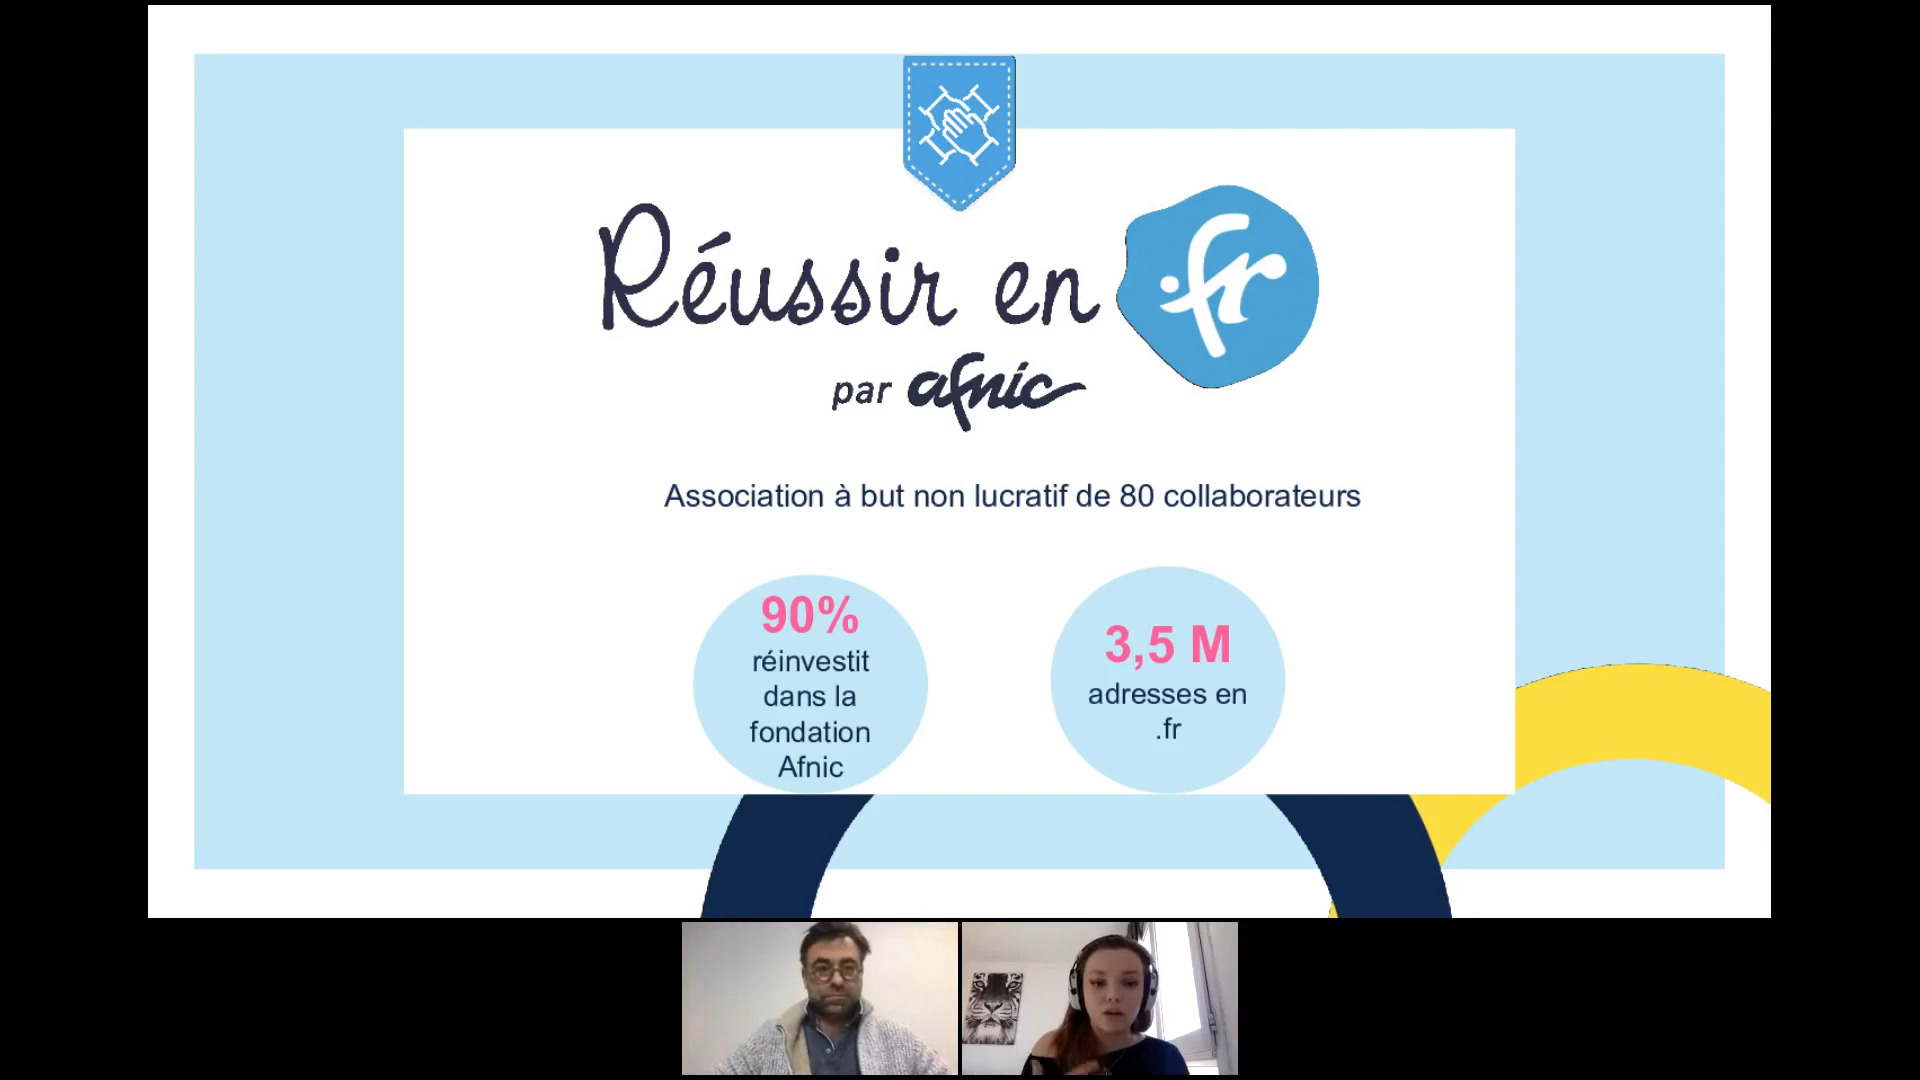 Réussir en .fr
par afnic
Association à but non lucratif de 80 collaborateurs
90%
réinvestit
dans la
fondation
Afnic
3,5 M
adresses en
.fr